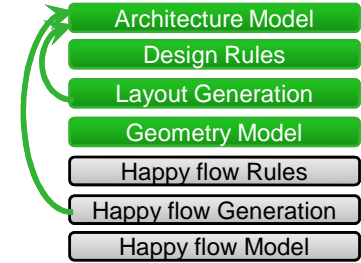 Architecture Model
Design Rules
Layout Generation
Geometry Model
Happy flow Rules
Happy flow Generation
Happy flow Model